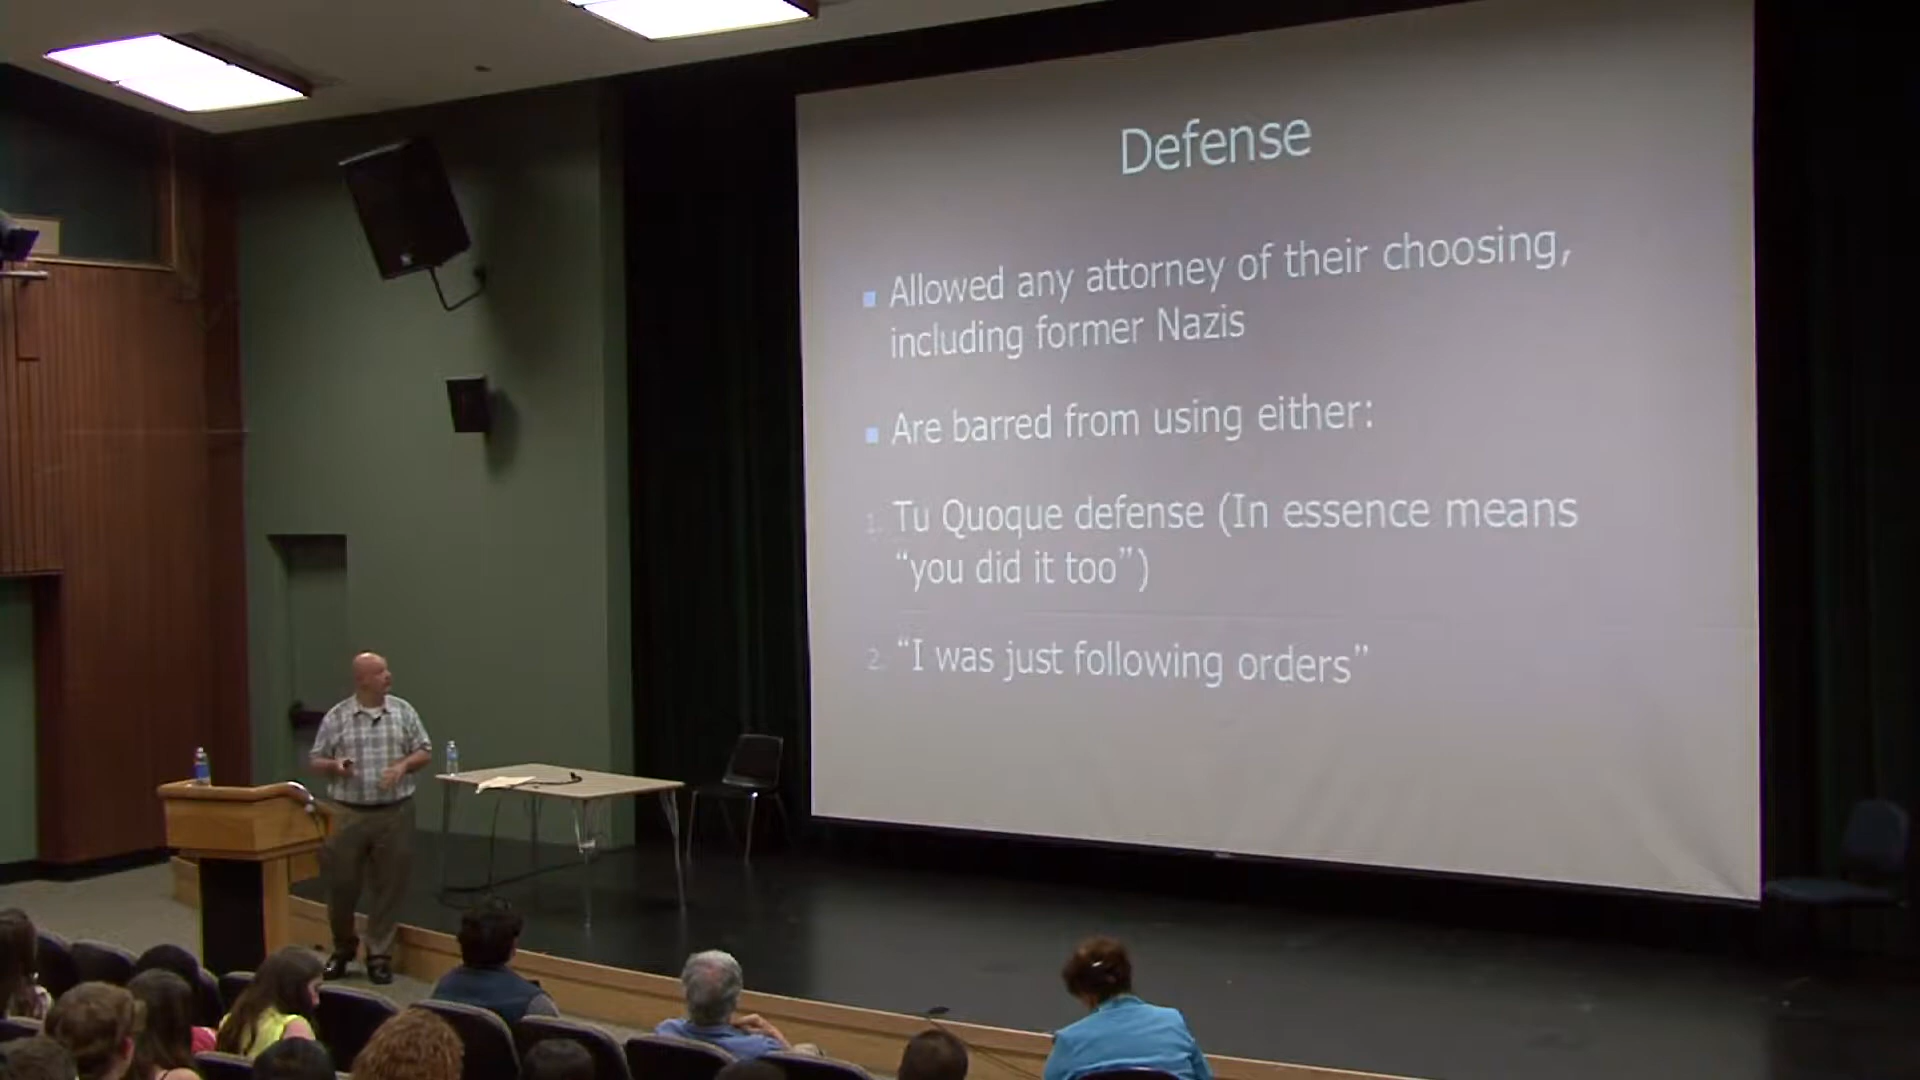 Defense
Allowed any attorney of their choosing,
including former Nazis
Are barred from using either:
1. Tu Quoque defense (In essence means
“you did it too”)
2. “I was just following orders”